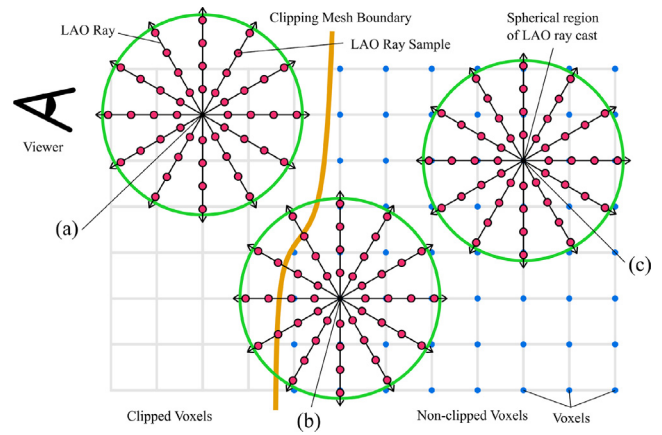 Clipping Mesh Boundary
LAO Ray
LAO Ray Sample
Spherical region
of LAO ray cast
Viewer
(a)
(b)
(c)
Clipped Voxels
Non-clipped Voxels
Voxels